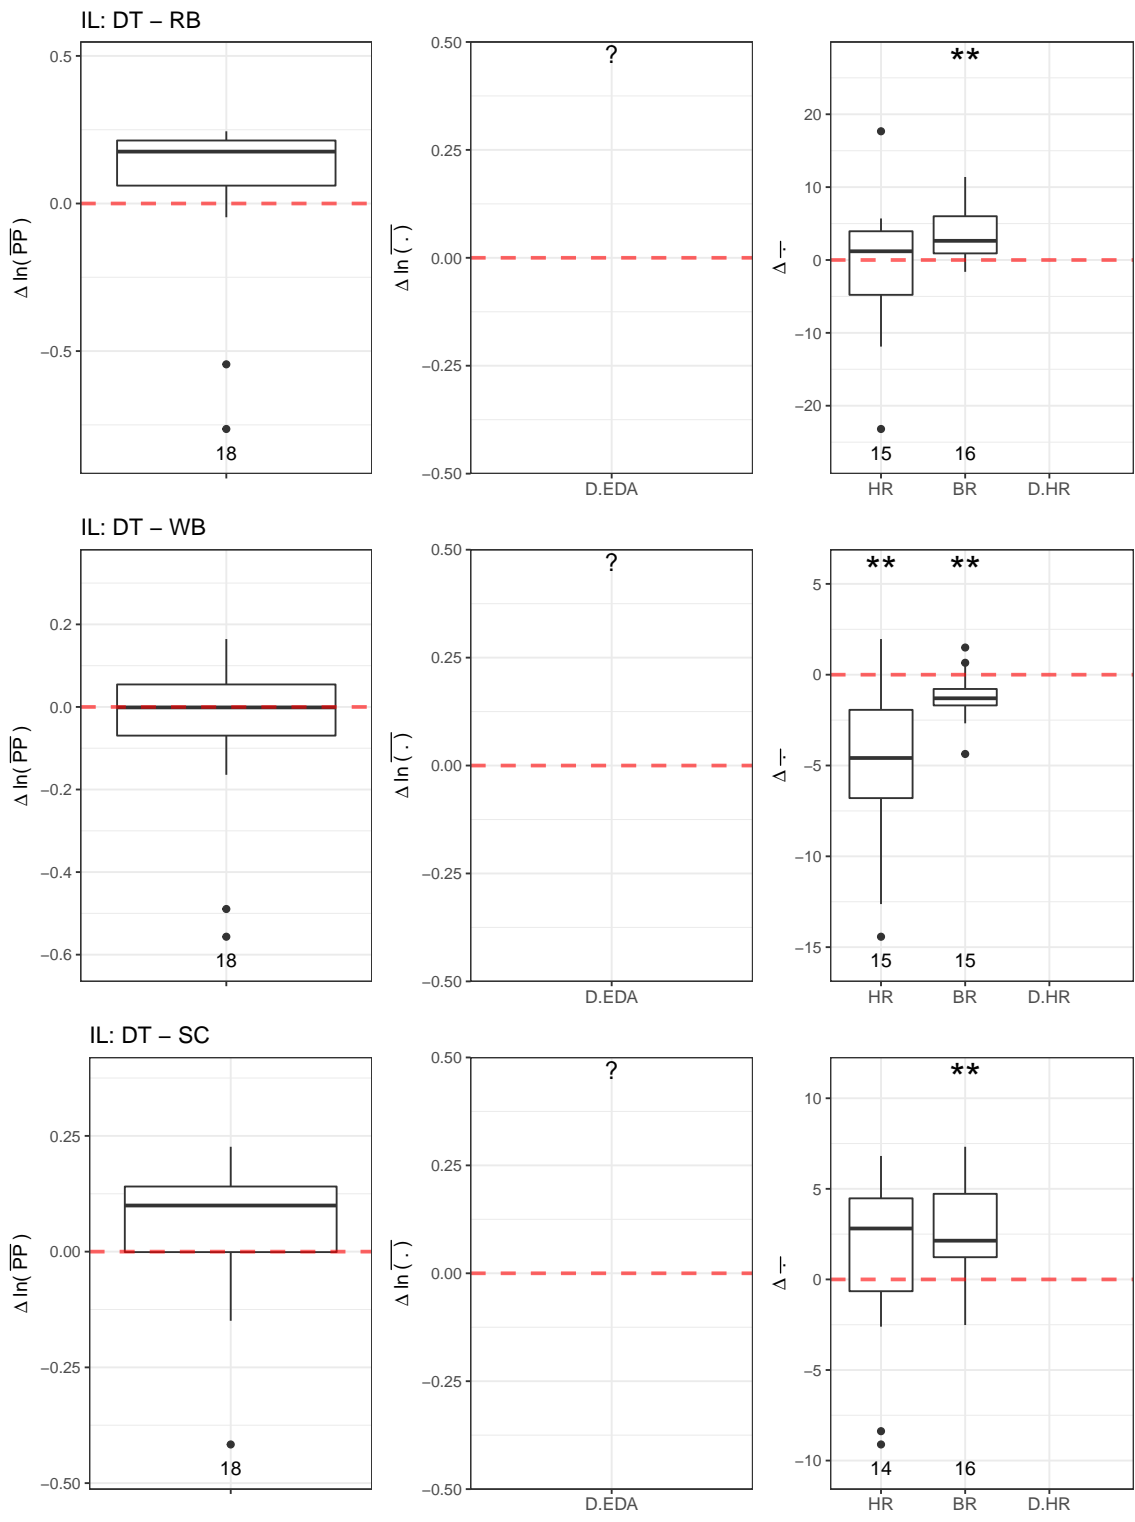 IL: DT – RB
0.5
0.0
−0.5
Δ ln( PP )
18
0.50
0.25
0.00
−0.25
−0.50
Δ ln ( . )
?
D.EDA
20
10
0
−10
−20
Δ .
**
15
16
HR
BR
D.HR
IL: DT – WB
0.2
0.0
−0.2
−0.4
−0.6
Δ ln( PP )
18
0.50
0.25
0.00
−0.25
−0.50
Δ ln ( . )
?
D.EDA
5
0
−5
−10
−15
Δ .
**
**
15
15
HR
BR
D.HR
IL: DT – SC
0.25
0.00
−0.25
−0.50
Δ ln( PP )
18
0.50
0.25
0.00
−0.25
−0.50
Δ ln ( . )
?
D.EDA
10
5
0
−5
−10
Δ .
**
14
16
HR
BR
D.HR